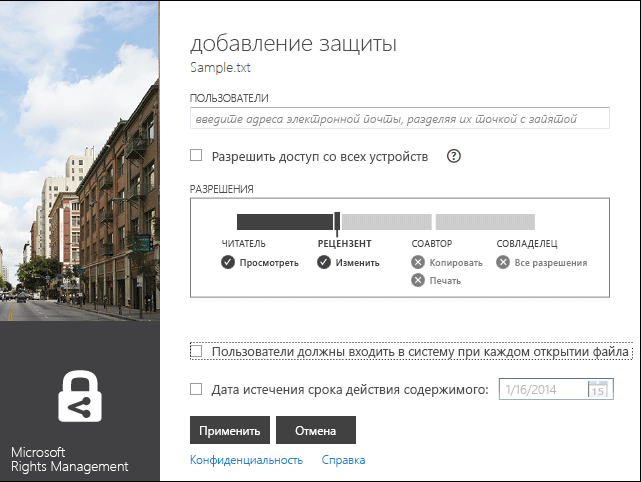 добавление защиты
Sample.txt
ПОЛЬЗОВАТЕЛИ
введите адреса электронной почты, разделяя их точкой с запятой
Разрешить доступ со всех устройств ?
РАЗРЕШЕНИЯ
ЧИТАТЕЛЬ РЕЦЕНЗЕНТ СОАВТОР СОВЛАДЕЛЕЦ
Просмотреть Изменить Копировать Все разрешения
Печать
Пользователи должны входить в систему при каждом открытии файла
Дата истечения срока действия содержимого: 1/16/2014 15
Применить Отмена
Конфиденциальность Справка
Microsoft
Rights Management